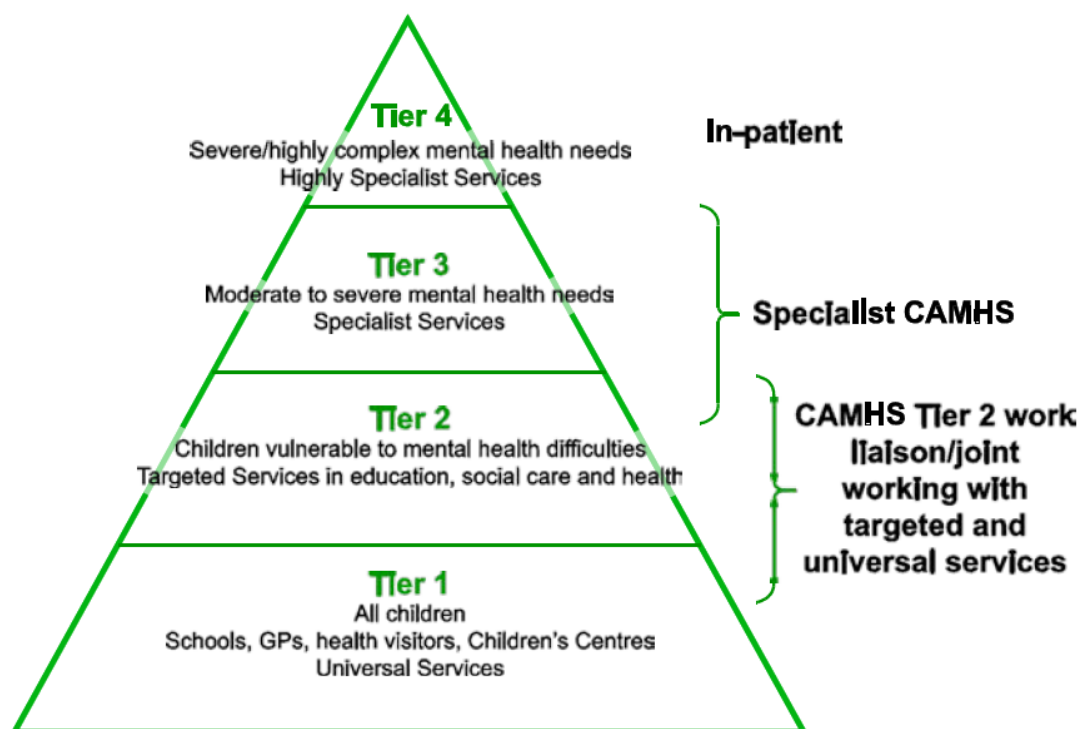 Tier 4
Severe/highly complex mental health needs
Highly Specialist Services
In-patient
Tier 3
Moderate to severe mental health needs
Specialist Services
Specialist CAMHS
Tier 2
Children vulnerable to mental health difficulties
Targeted Services in education, social care and health
CAMHS Tier 2 work
liaison/joint
working with
targeted and
universal services
Tier 1
All children
Schools, GPs, health visitors, Children's Centres
Universal Services